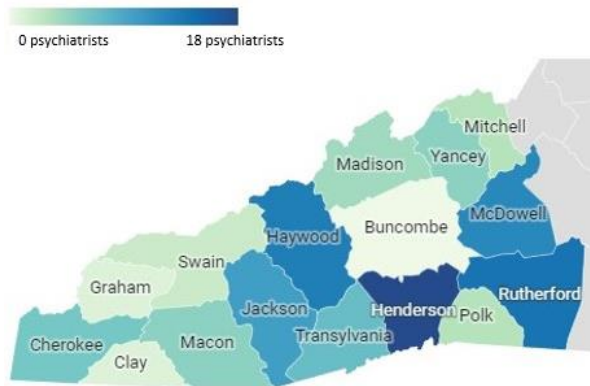 0 psychiatrists 18 psychiatrists
Mitchell
Madison Yancey
McDowell
Buncombe
Haywood
Swain
Graham
Jackson Henderson Rutherford
Polk
Cherokee Macon Transylvania
Clay